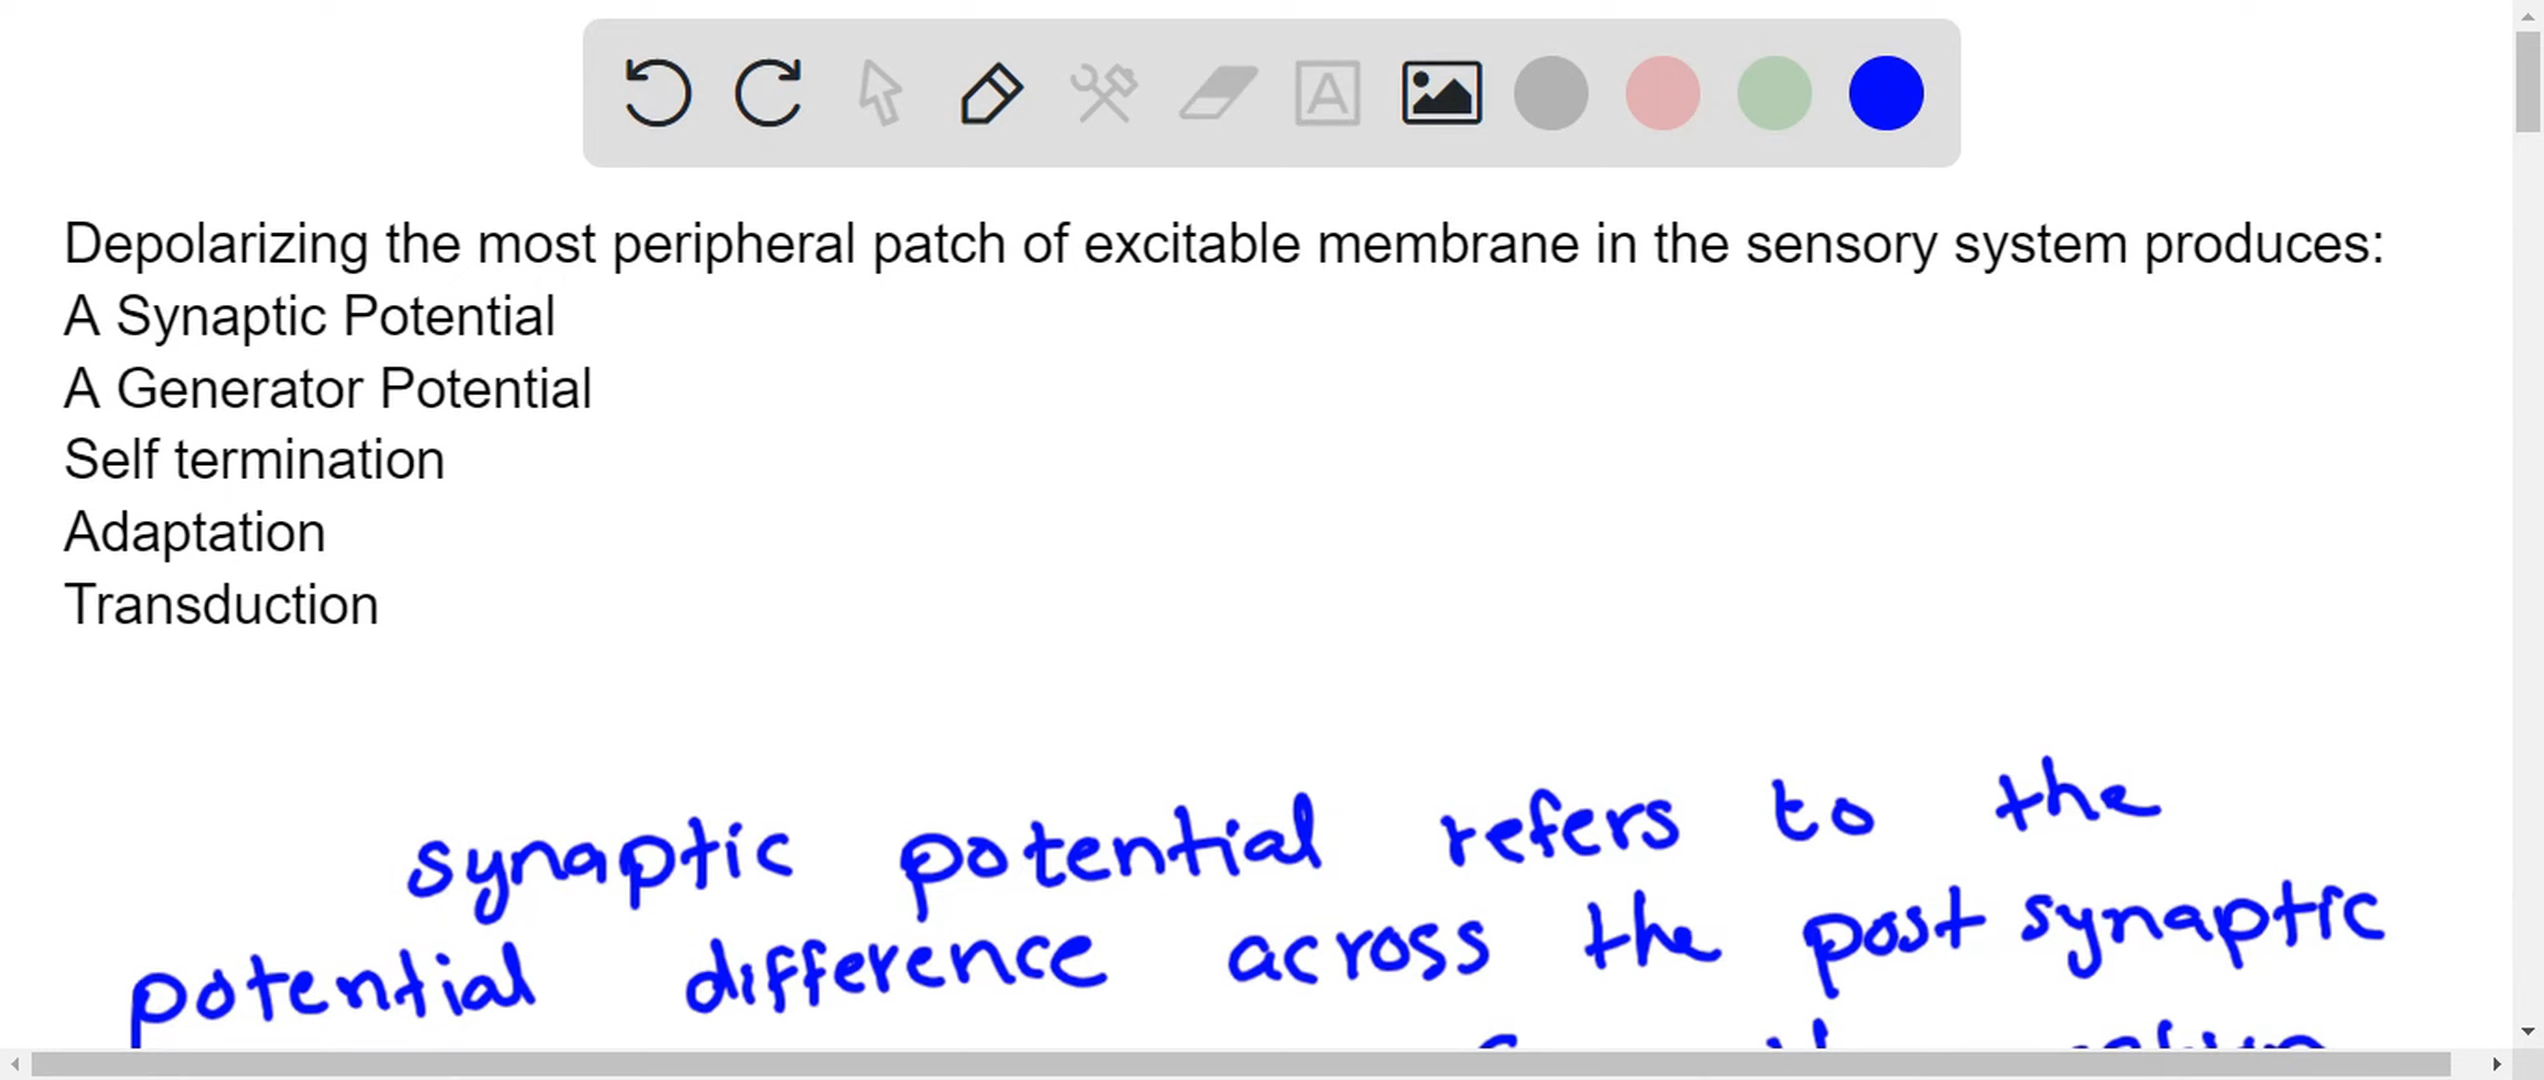 Depolarizing the most peripheral patch of excitable membrane in the sensory system produces:
A Synaptic Potential
A Generator Potential
Self termination
Adaptation
Transduction
synaptic potential refers to the
potential difference across the post synaptic